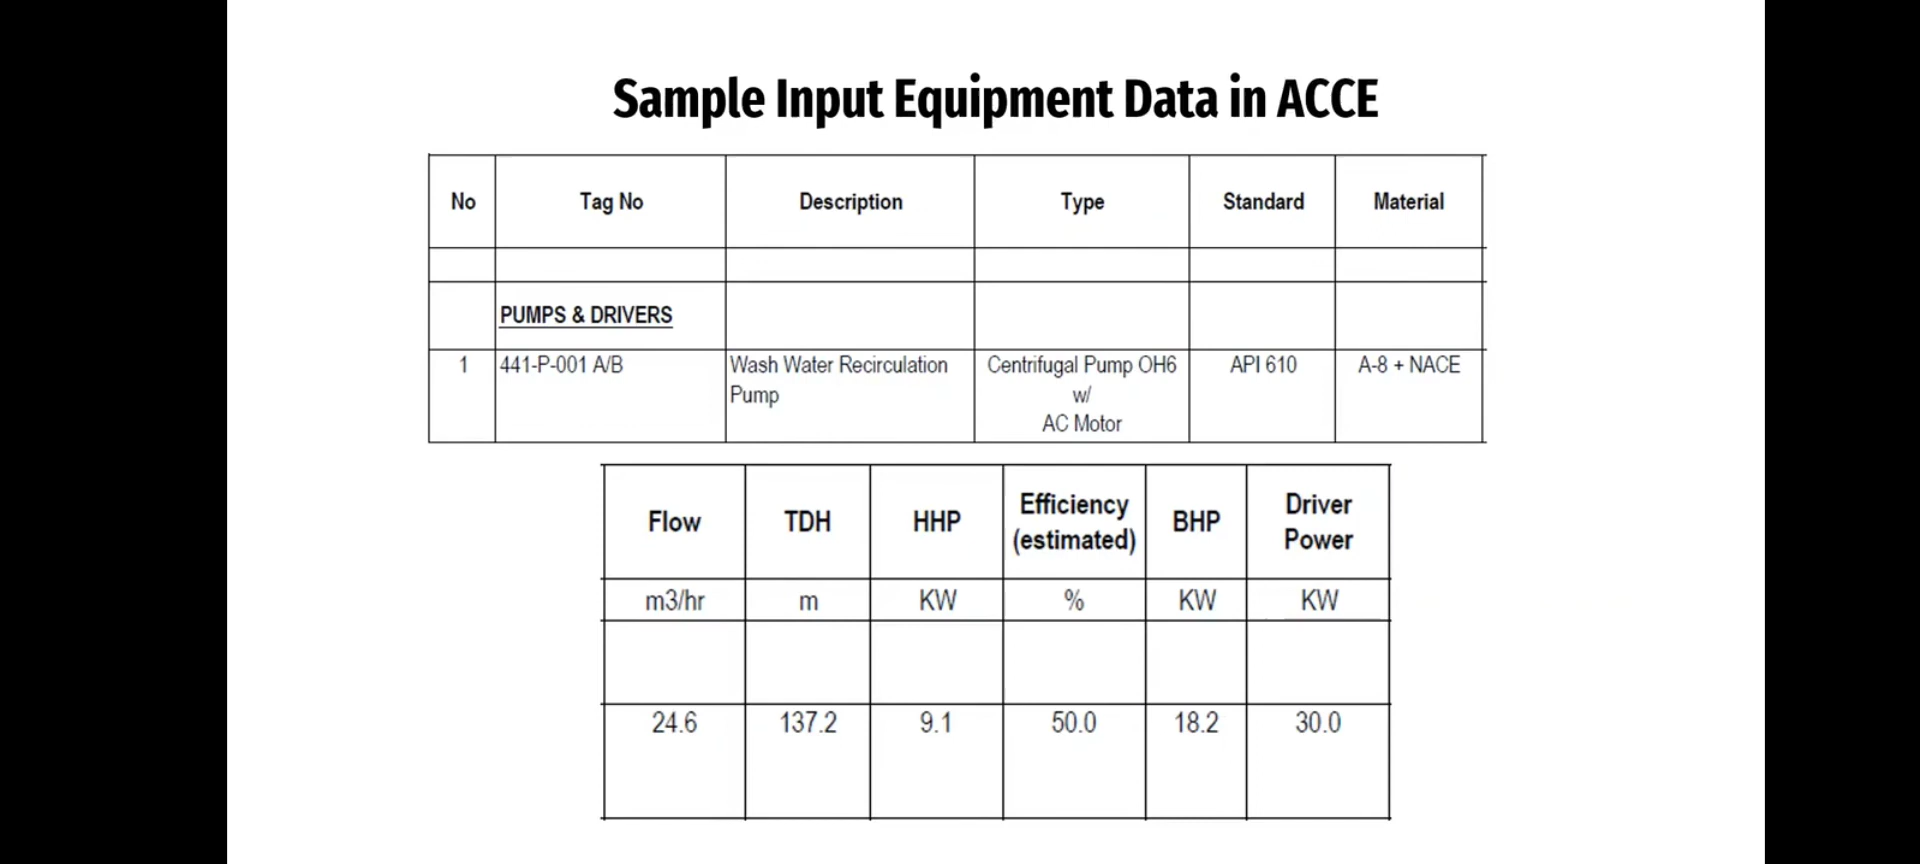 Sample Input Equipment Data in ACCE
No Tag No Description Type Standard Material
PUMPS & DRIVERS
1 441-P-001 A/B Wash Water Recirculation Centrifugal Pump OH6 API 610 A-8 + NACE
Pump w/
AC Motor
Flow TDH HHP Efficiency BHP Driver
(estimated) Power
m3/hr m KW % KW KW
24.6 137.2 9.1 50.0 18.2 30.0